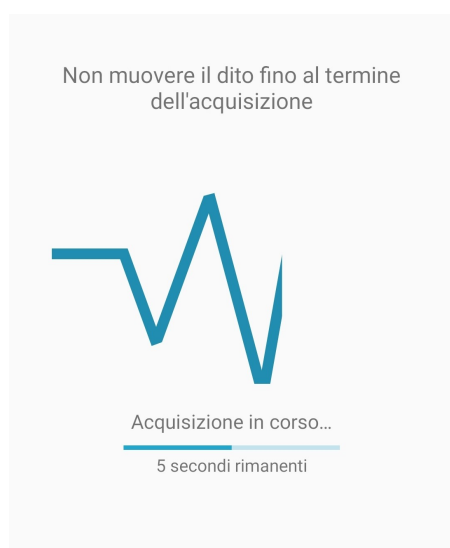 Non muovere il dito fino al termine
dell'acquisizione
Acquisizione in corso...
5 secondi rimanenti